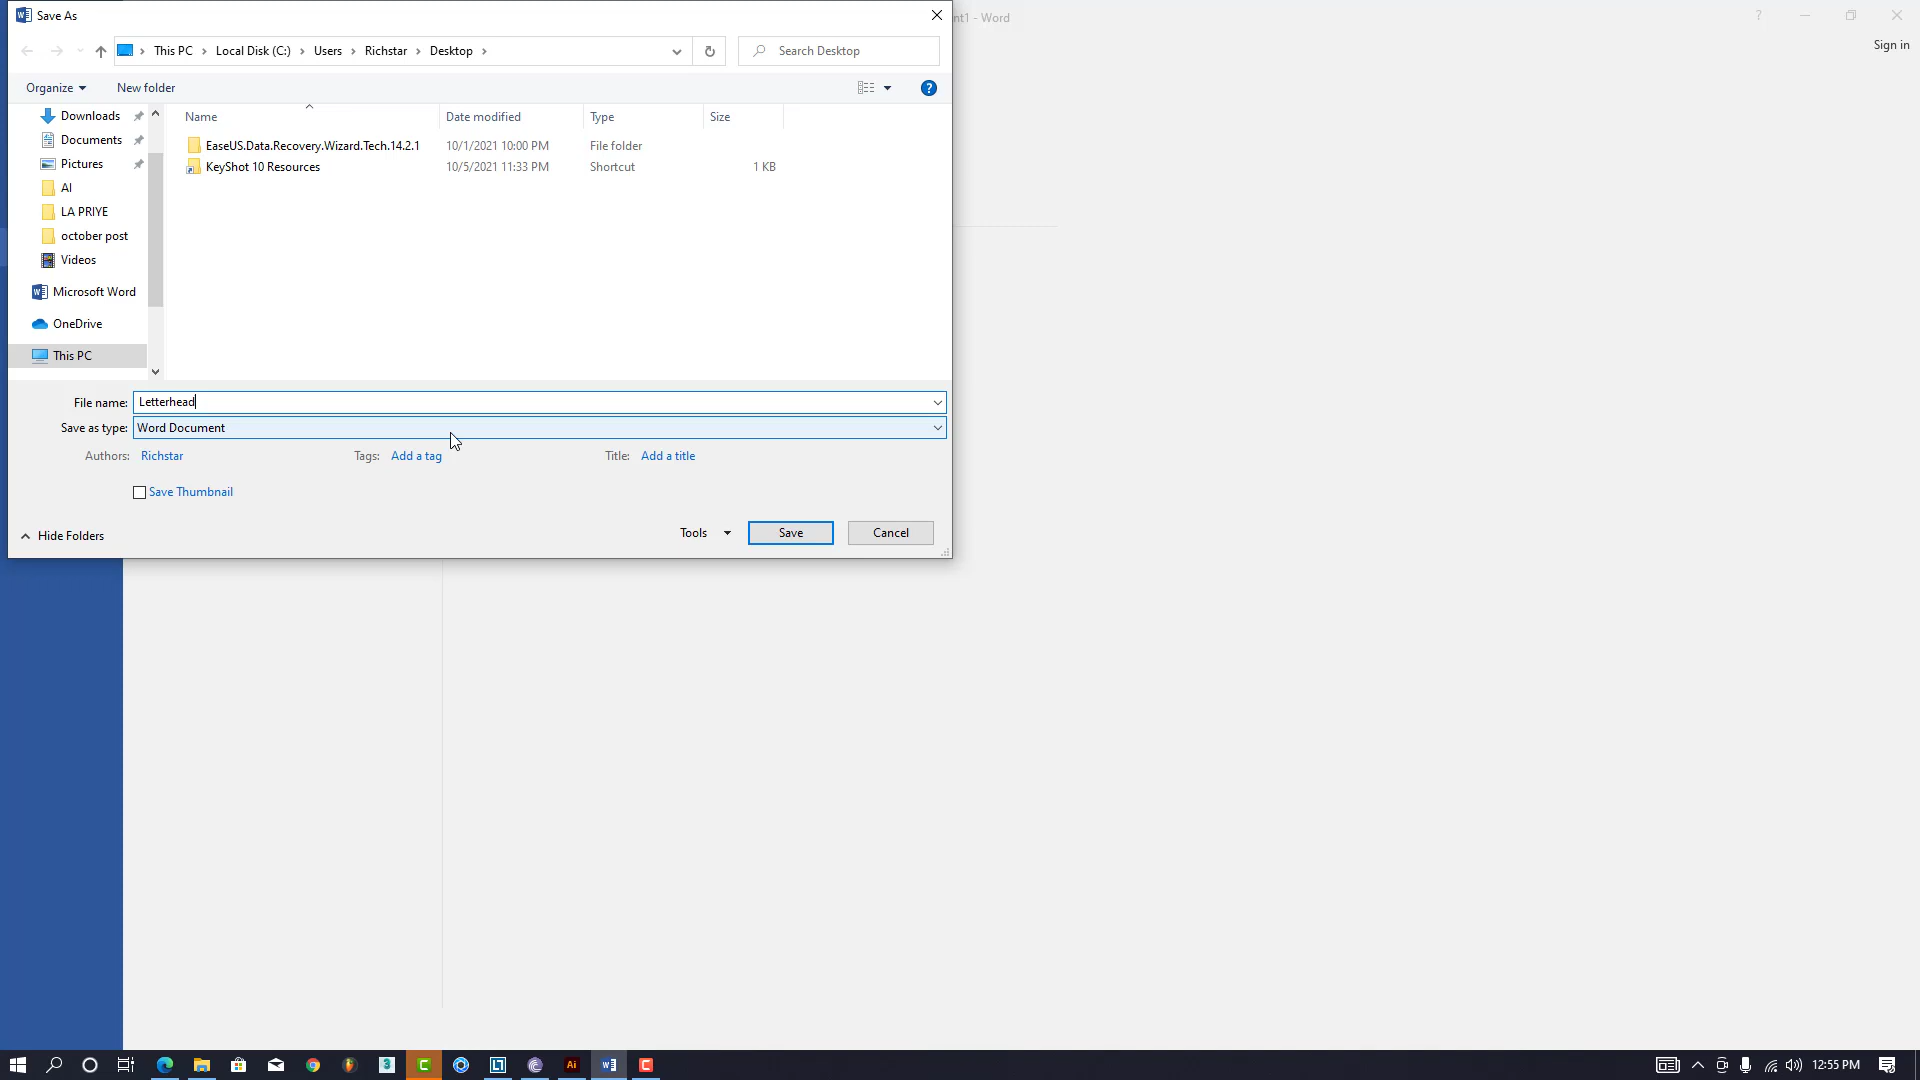 Save As
nt1 - Word
Sign in
This PC
Local Disk (C:)
Users
Richstar
Desktop
Search Desktop
Organize
New folder
Name
Date modified
Type
Size
Downloads
Documents
Pictures
AI
LA PRIYE
october post
Videos
Microsoft Word
OneDrive
This PC
EaseUS.Data.Recovery.Wizard.Tech.14.2.1 10/1/2021 10:00 PM File folder
KeyShot 10 Resources 10/5/2021 11:33 PM Shortcut 1 KB
File name: Letterhead
Save as type: Word Document
Authors: Richstar Tags: Add a tag Title: Add a title
Save Thumbnail
Hide Folders
Tools
Save
Cancel
12:55 PM